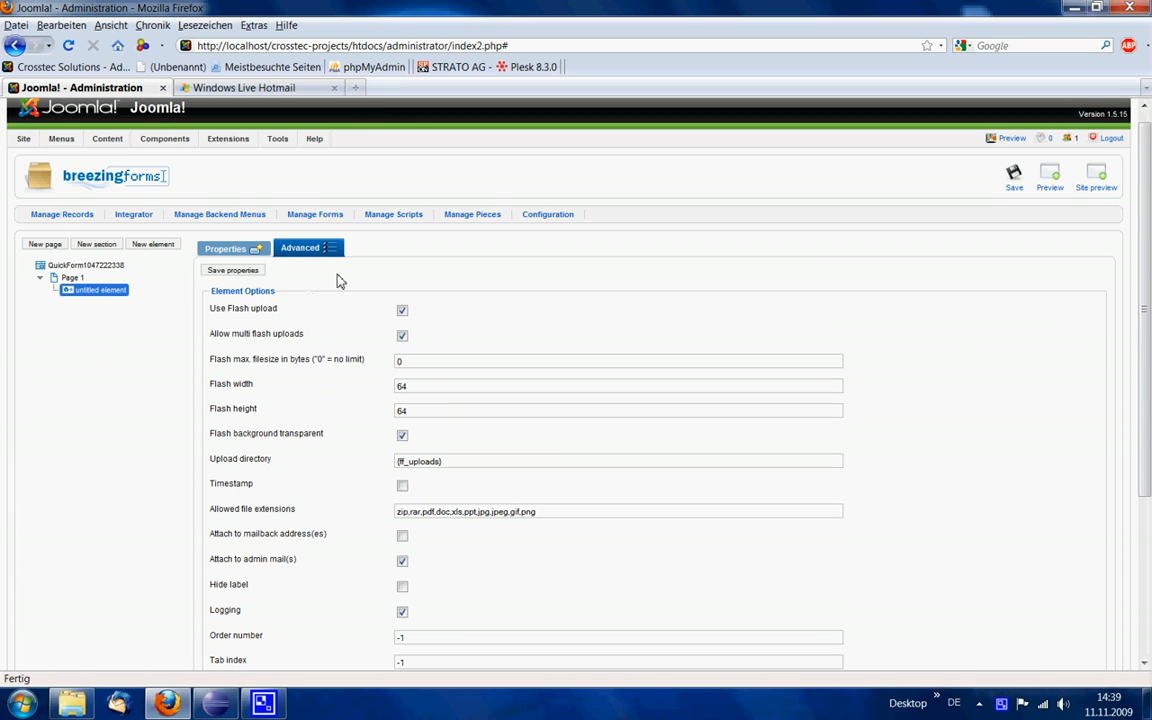 Joomla! - Administration - Mozilla Firefox
Datei Bearbeiten Ansicht Chronik Lesezeichen Extras Hilfe
http://localhost/crosstec-projects/htdocs/administrator/index2.php#
Google
ABP
Crosstec Solutions - Ad... (Unbenannt) Meistbesuchte Seiten phpMyAdmin STRATO AG - Plesk 8.3.0
Joomla! - Administration Windows Live Hotmail
Joomla! Joomla!
Version 1.5.15
Site Menus Content Components Extensions Tools Help Preview 0 1 Logout
breezingforms
Save Preview Site preview
Manage Records Integrator Manage Backend Menus Manage Forms Manage Scripts Manage Pieces Configuration
New page New section New element
Properties Advanced
QuickForm1047222338
Page 1
untitled element
Save properties
Element Options
Use Flash upload
Allow multi flash uploads
Flash max. filesize in bytes ("0" = no limit) 0
Flash width 64
Flash height 64
Flash background transparent
Upload directory {ff_uploads}
Timestamp
Allowed file extensions zip,rar,pdf,doc,xls,ppt,jpg,jpeg,gif,png
Attach to mailback address(es)
Attach to admin mail(s)
Hide label
Logging
Order number -1
Tab index -1
Fertig
Desktop » DE 14:39
11.11.2009